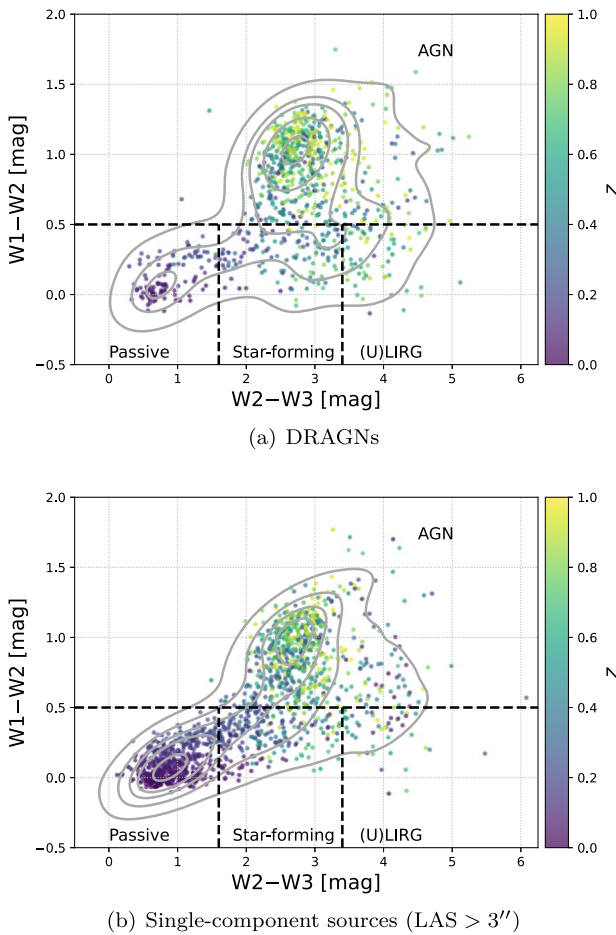 2.0
1.5
1.0
0.5
0.0
−0.5
W1−W2 [mag]
AGN
Passive
Star-forming
(U)LIRG
0
1
2
3
4
5
6
W2−W3 [mag]
1.0
0.8
0.6
0.4
0.2
0.0
z
(a) DRAGNs
2.0
1.5
1.0
0.5
0.0
−0.5
W1−W2 [mag]
AGN
Passive
Star-forming
(U)LIRG
0
1
2
3
4
5
6
W2−W3 [mag]
1.0
0.8
0.6
0.4
0.2
0.0
z
(b) Single-component sources (LAS > 3″)